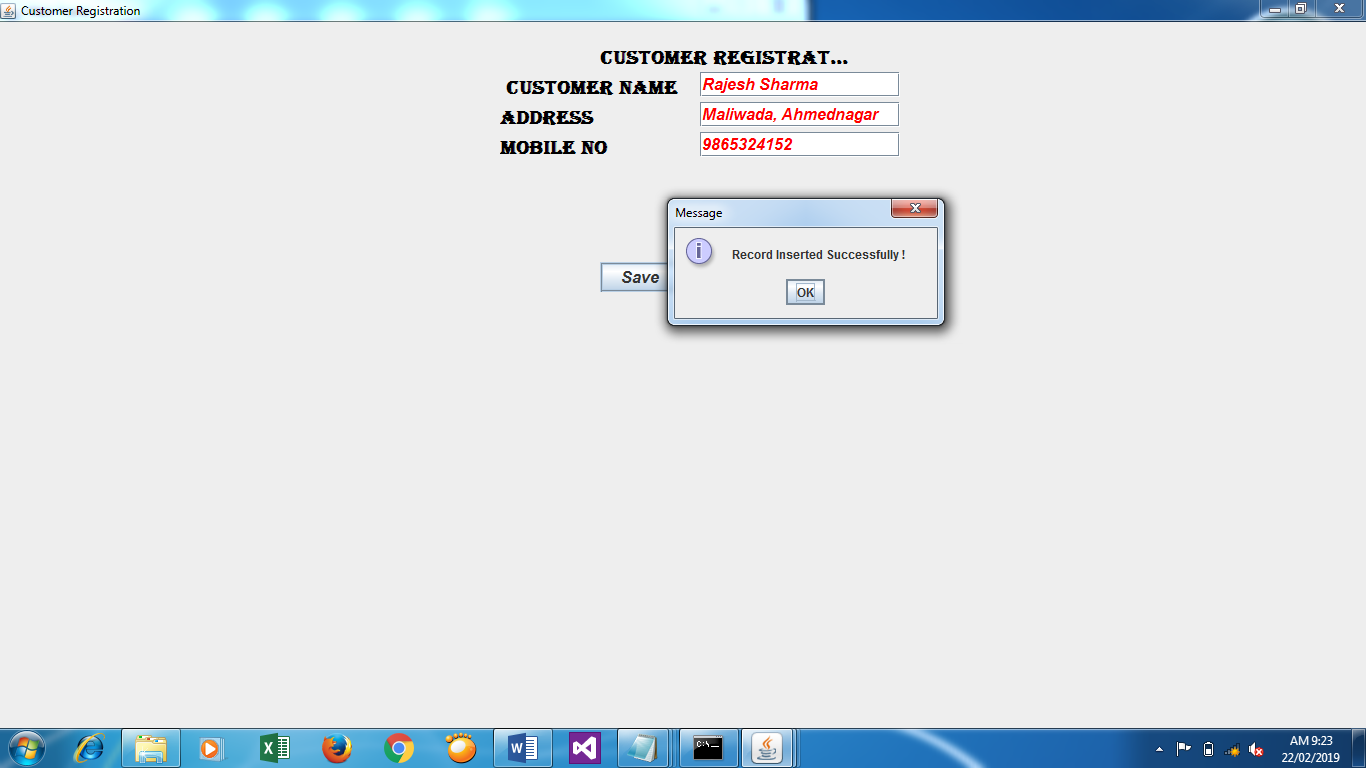 Customer Registration
CUSTOMER REGISTRAT...
CUSTOMER NAME Rajesh Sharma
ADDRESS Maliwada, Ahmednagar
MOBILE NO 9865324152
Message
Record Inserted Successfully !
Save
OK
C:\_
AM 9:23
22/02/2019